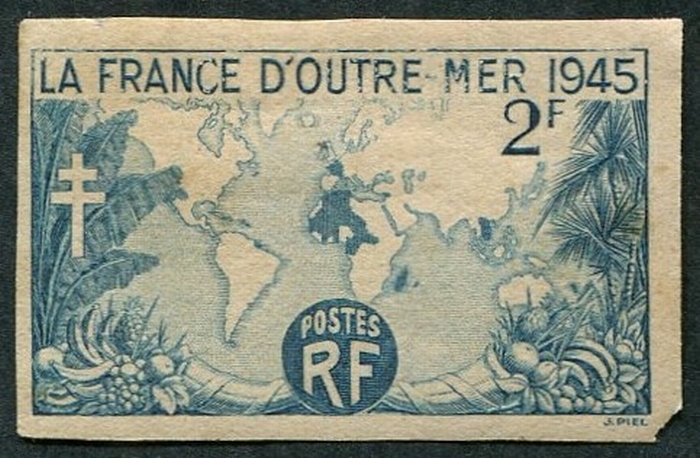 LA FRANCE D'OUTRE-MER 1945
2F
POSTES
RF
J.PIEL